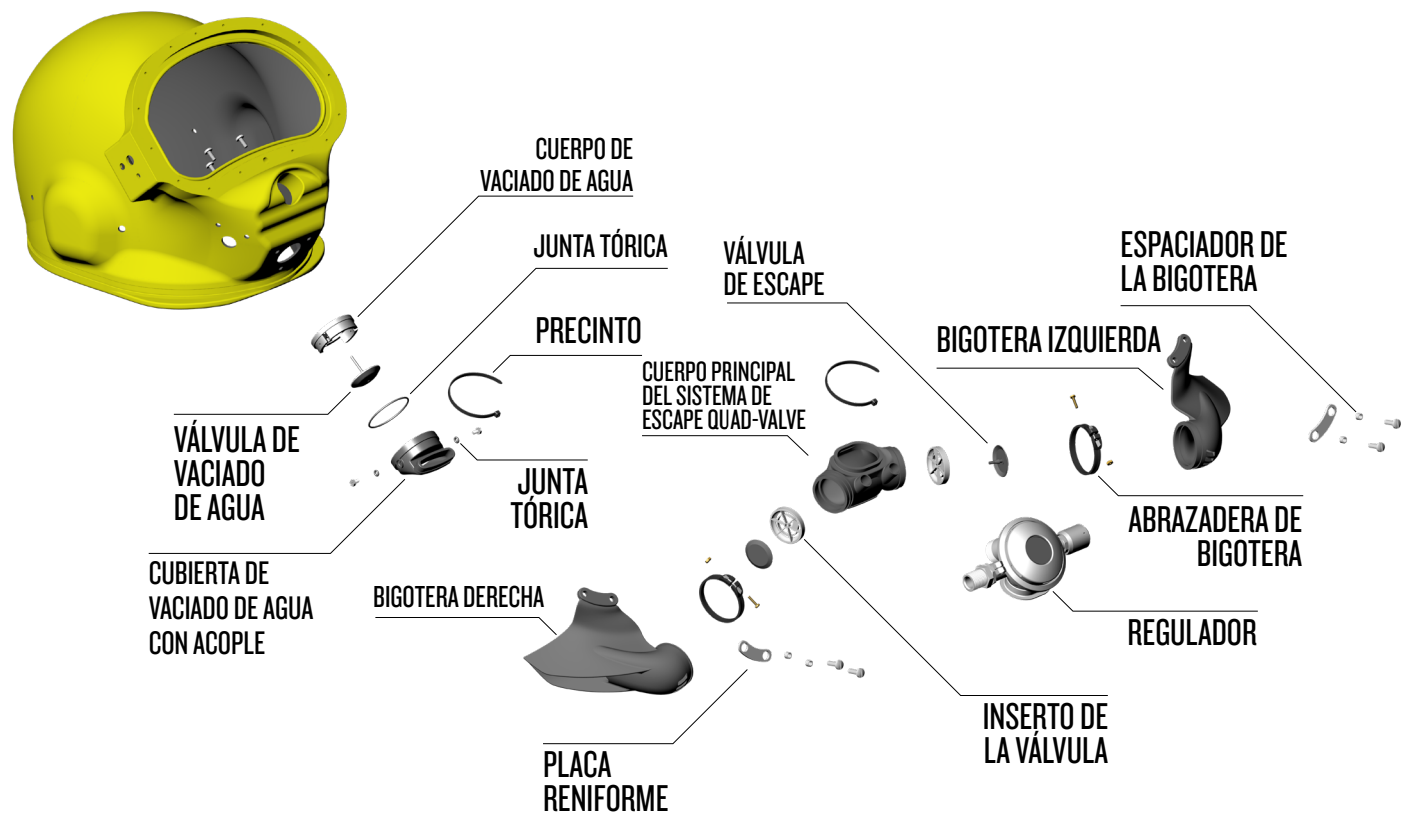 CUERPO DE
VACIADO DE AGUA
JUNTA TÓRICA
PRECINTO
VÁLVULA
DE ESCAPE
ESPACIADOR DE
LA BIGOTERA
BIGOTERA IZQUIERDA
CUERPO PRINCIPAL
DEL SISTEMA DE
ESCAPE QUAD-VALVE
VÁLVULA DE
VACIADO
DE AGUA
JUNTA
TÓRICA
ABRAZADERA DE
BIGOTERA
CUBIERTA DE
VACIADO DE AGUA
CON ACOPLE
BIGOTERA DERECHA
REGULADOR
INSERTO DE
LA VÁLVULA
PLACA
RENIFORME